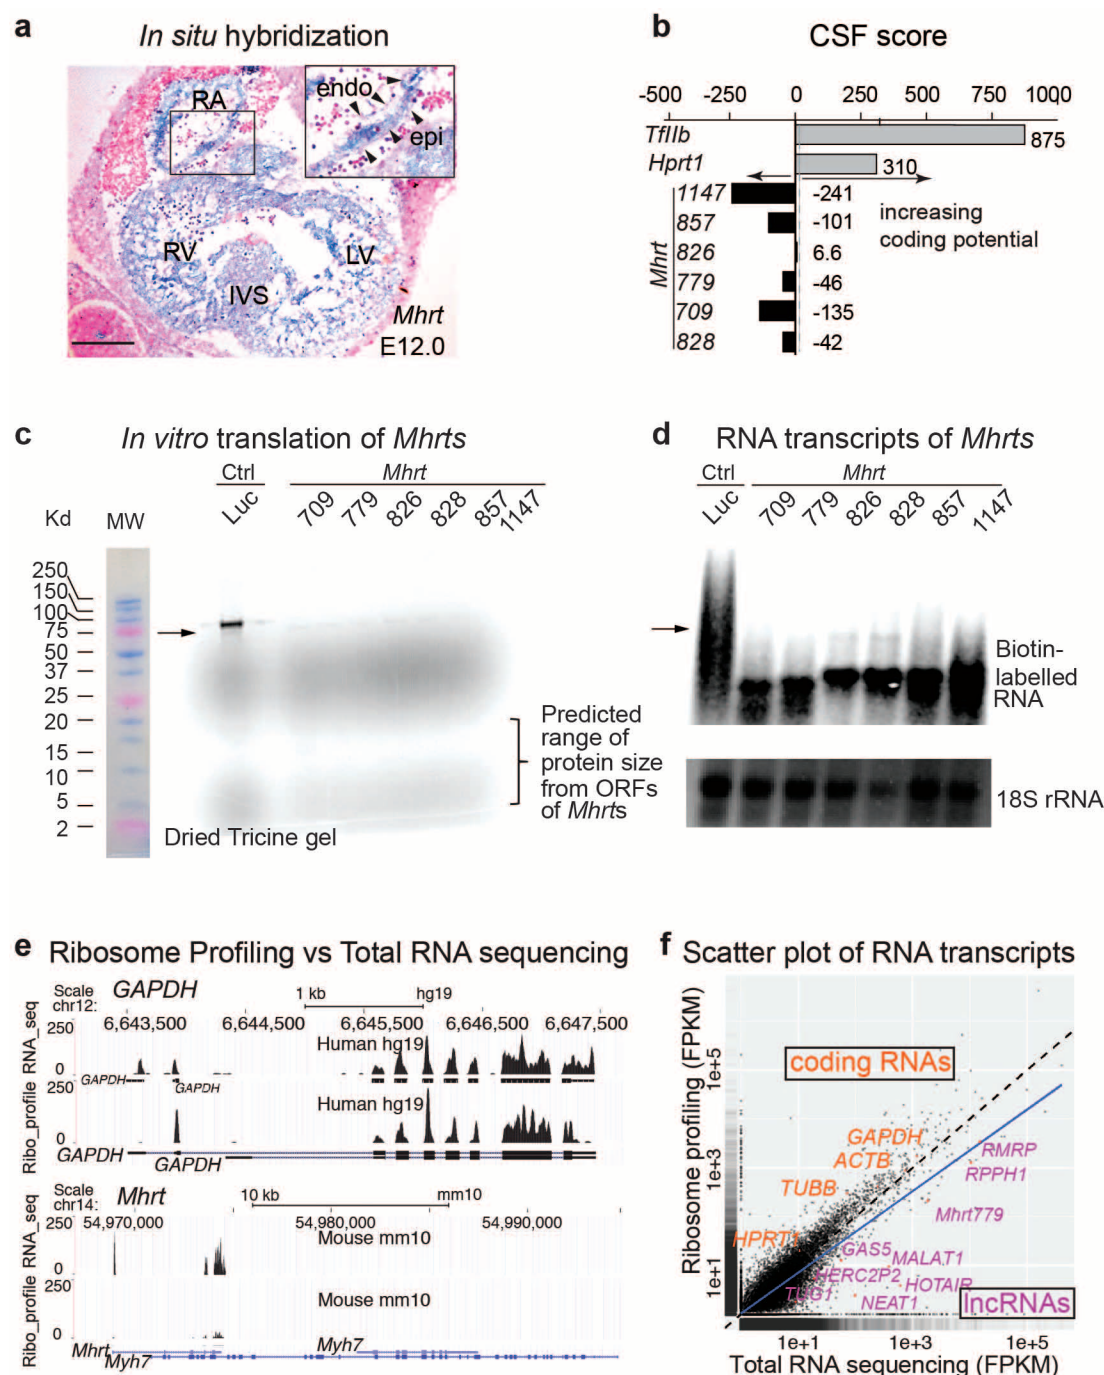 a
In situ hybridization
RA
endo
epi
RV
LV
IVS
Mhrt
E12.0
b
CSF score
-500 -250 0 250 500 750 1000
TfIIb 875
Hprt1 310
Mhrt
1147 -241
857 -101
826 6.6
779 -46
709 -135
828 -42
increasing
coding potential
c
In vitro translation of Mhrts
Ctrl Mhrt
Kd MW Luc 709 779 826 828 857 1147
250
150
100
75
50
37
25
20
15
10
5
2
Predicted
range of
protein size
from ORFs
of Mhrts
Dried Tricine gel
d
RNA transcripts of Mhrts
Ctrl Mhrt
Luc 709 779 826 828 857 1147
Biotin-
labelled
RNA
18S rRNA
e
Ribosome Profiling vs Total RNA sequencing
Scale
chr12:
GAPDH
1 kb hg19
6,643,500 6,644,500 6,645,500 6,646,500 6,647,500
RNA_seq
250
0
Human hg19
GAPDH
GAPDH
Ribo_profile
250
0
Human hg19
GAPDH
GAPDH
Scale
chr14:
Mhrt
10 kb mm10
54,970,000 54,980,000 54,990,000
RNA_seq
250
0
Mouse mm10
Ribo_profile
250
0
Mouse mm10
Mhrt
Myh7
Myh7
f
Scatter plot of RNA transcripts
Ribosome profiling (FPKM)
1e+5
1e+3
1e+1
coding RNAs
GAPDH
ACTB
TUBB
HPRT1
RMRP
RPPH1
Mhrt779
GAS5
MALAT1
HERC2P2
HOTAIR
TUG1
NEAT1
lncRNAs
1e+1 1e+3 1e+5
Total RNA sequencing (FPKM)